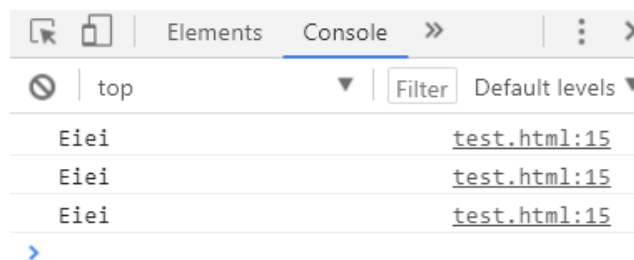 Elements Console »
top ▼ Filter Default levels ▼
Eiei test.html:15
Eiei test.html:15
Eiei test.html:15
>